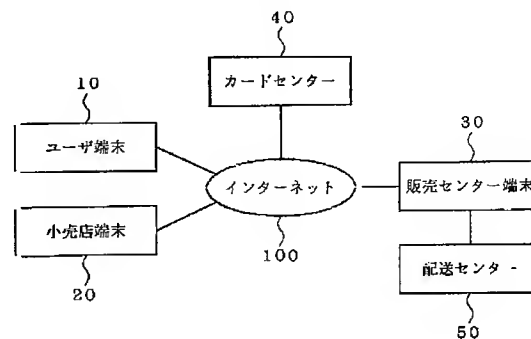 40
カードセンター
10
ユーザ端末
30
インターネット
販売センター端末
小売店端末
100
20
配送センター
50